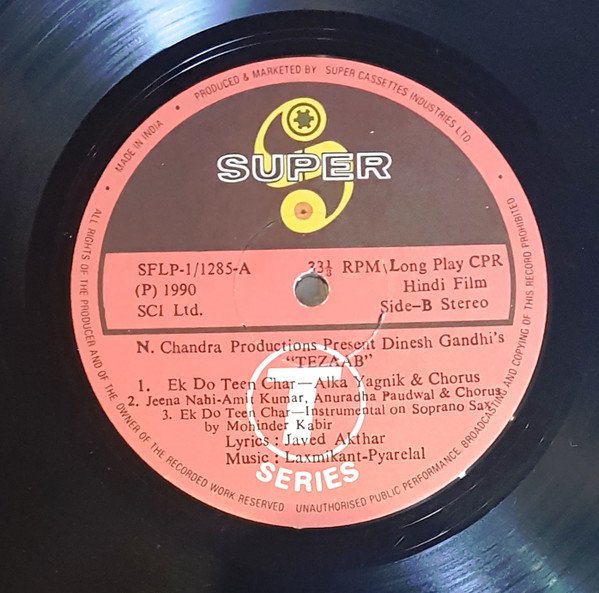 • MADE IN INDIA • PRODUCED & MARKETED BY SUPER CASSETTES INDUSTRIES LTD
SUPER
SFLP-1/1285-A 33⅓ RPM Long Play CPR
(P) 1990 Hindi Film
SCI Ltd. Side-B Stereo
N. Chandra Productions Present Dinesh Gandhi's
"TEZAAB"
1. Ek Do Teen Char—Alka Yagnik & Chorus
2. Jeena Nahi-Amit Kumar, Anuradha Paudwal & Chorus
3. Ek Do Teen Char—Instrumental on Soprano Sax
by Mohinder Kabir
Lyrics : Javed Akthar
Music : Laxmikant-Pyarelal
T
SERIES
ALL RIGHTS OF THE PRODUCER AND OF THE OWNER OF THE RECORDED WORK RESERVED UNAUTHORISED PUBLIC PERFORMANCE BROADCASTING AND COPYING OF THIS RECORD PROHIBITED •